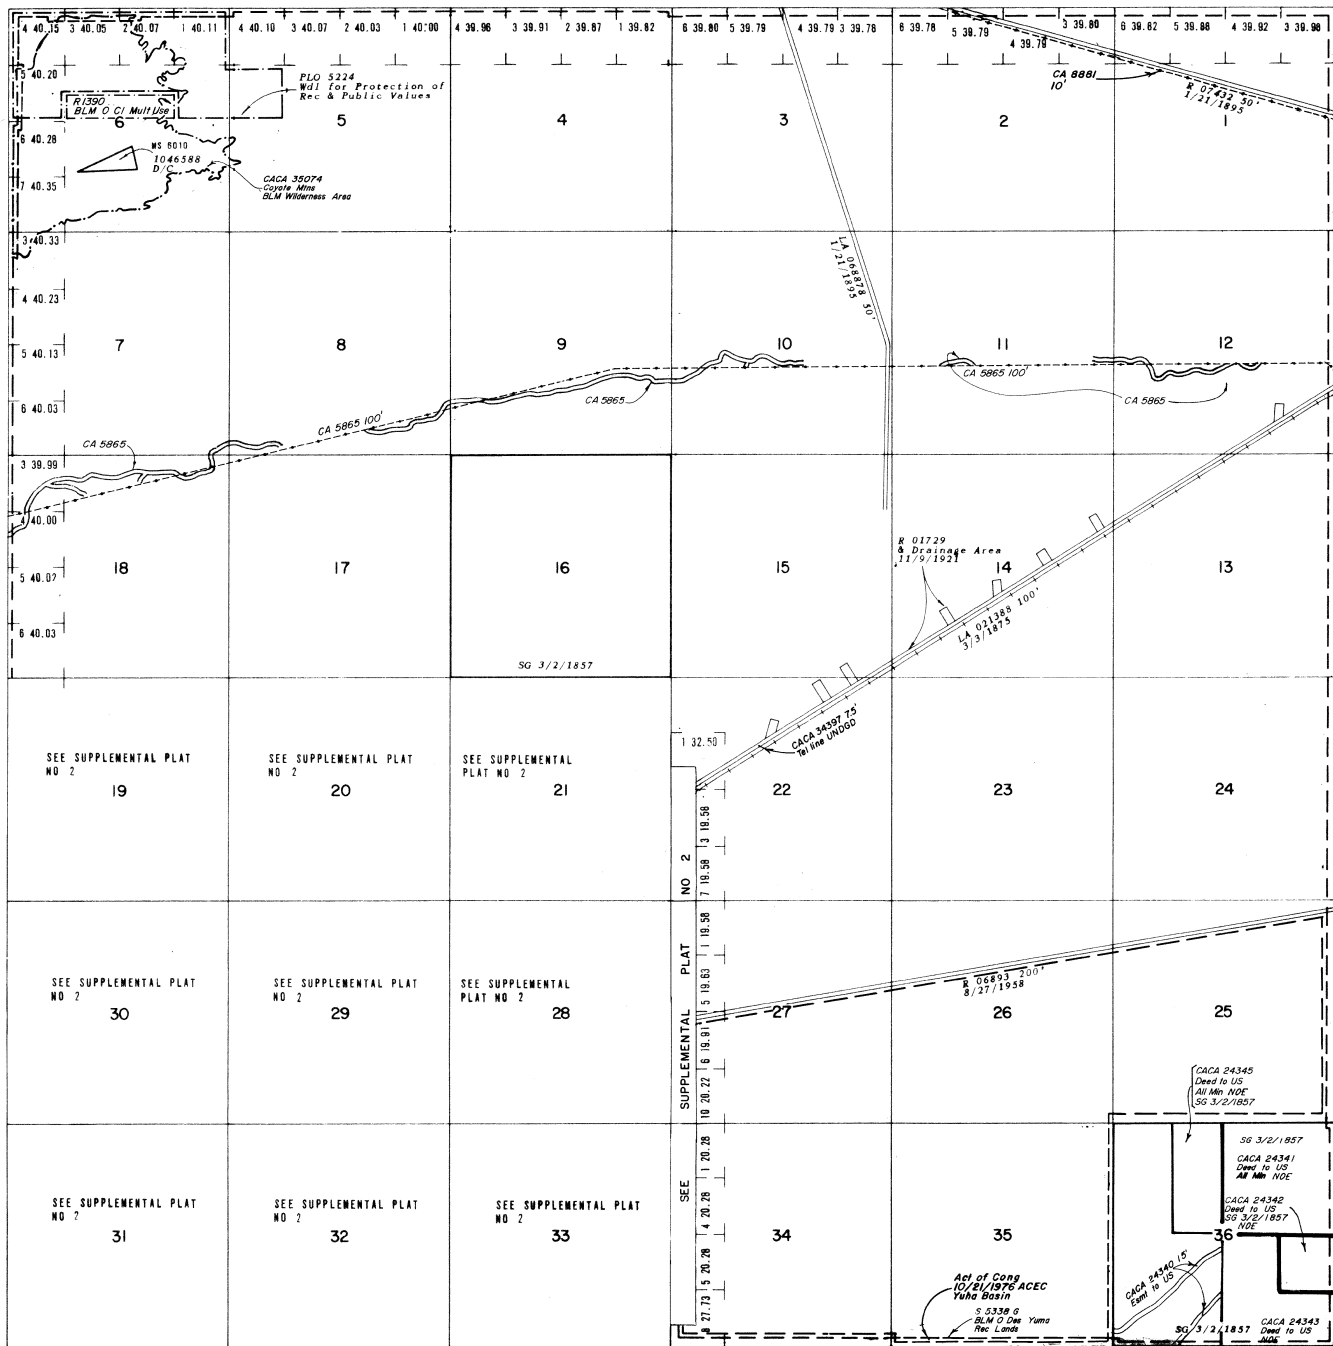 4 40.15 3 40.05 2 40.07 1 40.11
4 40.10 3 40.07 2 40.03 1 40.00
4 39.96 3 39.91 2 39.87 1 39.82
6 39.80 5 39.79 4 39.79 3 39.78
6 39.78 5 39.79 4 39.79 3 39.80
6 39.82 5 39.88 4 39.92 3 39.98
5 40.20
6 40.28
7 40.35
R 1390
BLM O Cl Mult Use
6
MS 6010
1046588
D/C
PLO 5224
Wdl for Protection of
Rec & Public Values
CACA 35074
Coyote Mtns
BLM Wilderness Area
5
4
3
2
1
CA 8881
10'
R 07432 50'
1/21/1895
3 40.33
4 40.23
5 40.13
6 40.03
7
8
9
10
11
12
LA 068878 50'
1/21/1895
CA 5865 100'
CA 5865
CA 5865 100'
CA 5865
CA 5865
3 39.99
4 40.00
5 40.07
6 40.03
18
17
16
SG 3/2/1857
15
14
13
R 01729
& Drainage Area
11/9/1921
LA 021388 100'
3/3/1875
CACA 34397 7.5'
Tel line UNDGD
SEE SUPPLEMENTAL PLAT
NO 2
19
SEE SUPPLEMENTAL PLAT
NO 2
20
SEE SUPPLEMENTAL
PLAT NO 2
21
1 32.50
3 19.58
7 19.58
22
23
24
SEE SUPPLEMENTAL PLAT NO 2
SEE SUPPLEMENTAL PLAT
NO 2
30
SEE SUPPLEMENTAL PLAT
NO 2
29
SEE SUPPLEMENTAL
PLAT NO 2
28
1 19.58
5 19.63
6 19.91
10 20.22
27
26
25
R 06893 200'
8/27/1958
CACA 24345
Deed to US
All Min NOE
SG 3/2/1857
SEE SUPPLEMENTAL PLAT
NO 2
31
SEE SUPPLEMENTAL PLAT
NO 2
32
SEE SUPPLEMENTAL PLAT
NO 2
33
1 20.28
4 20.28
5 20.28
8 27.73
34
35
36
Act of Cong
10/21/1976 ACEC
Yuha Basin
S 5338 G
BLM O Des Yuma
Rec Lands
SG 3/2/1857
CACA 24341
Deed to US
All Min NOE
CACA 24342
Deed to US
SG 3/2/1857
NOE
CACA 24340 15'
Esmt to US
SG 3/2/1857
CACA 24343
Deed to US
NOE